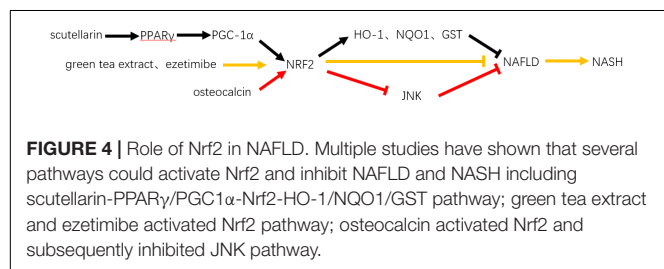 scutellarin PPARγ PGC-1α HO-1、NQO1、GST
green tea extract、ezetimibe NRF2 NAFLD NASH
osteocalcin JNK
FIGURE 4 | Role of Nrf2 in NAFLD. Multiple studies have shown that several
pathways could activate Nrf2 and inhibit NAFLD and NASH including
scutellarin-PPARγ/PGC1α-Nrf2-HO-1/NQO1/GST pathway; green tea extract
and ezetimibe activated Nrf2 pathway; osteocalcin activated Nrf2 and
subsequently inhibited JNK pathway.